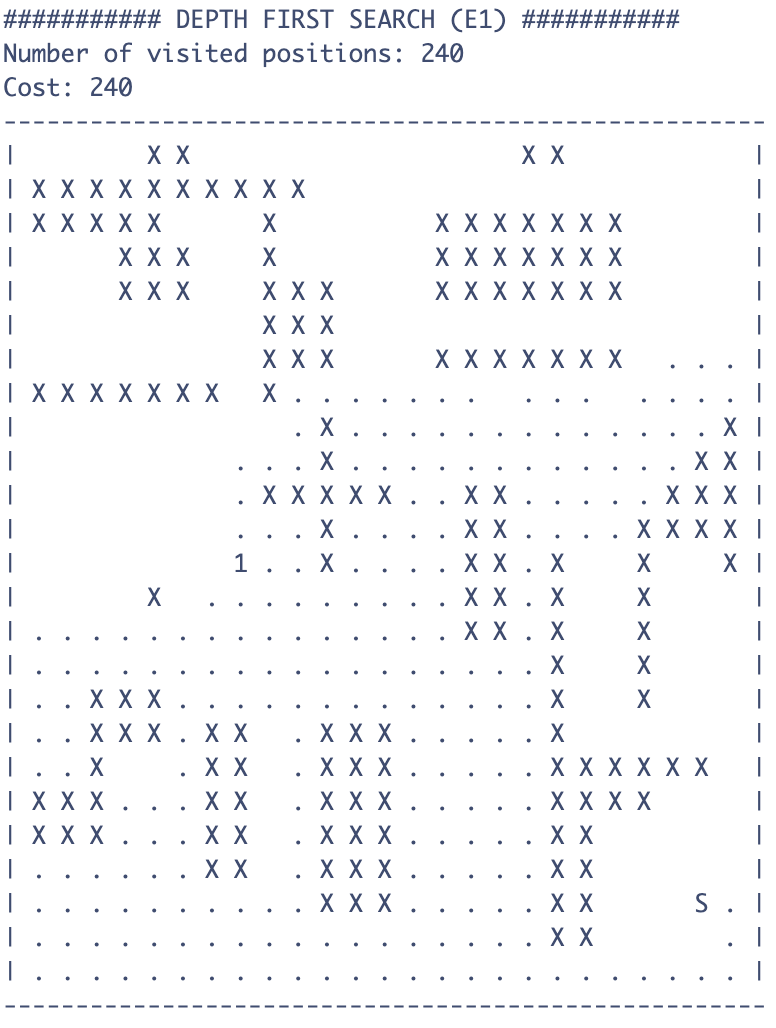 ########### DEPTH FIRST SEARCH (E1) ###########
Number of visited positions: 240
Cost: 240
-----------------------------------------------------
|         X X                       X X             |
| X X X X X X X X X X                               |
| X X X X X       X           X X X X X X X         |
|       X X X     X           X X X X X X X         |
|       X X X     X X X       X X X X X X X         |
|                 X X X                             |
|                 X X X       X X X X X X X   . . . |
| X X X X X X X   X . . . . . . .   . . .   . . . . |
|                   . X . . . . . . . . . . . . . X |
|               . . . X . . . . . . . . . . . . X X |
|               . X X X X X . . X X . . . . . X X X |
|               . . . X . . . . X X . . . . X X X X |
|               1 . . X . . . . X X . X     X     X |
|         X   . . . . . . . . . X X . X     X       |
| . . . . . . . . . . . . . . . X X . X     X       |
| . . . . . . . . . . . . . . . . . . X     X       |
| . . X X X . . . . . . . . . . . . . X     X       |
| . . X X X . X X   . X X X . . . . . X             |
| . . X     . X X   . X X X . . . . . X X X X X X   |
| X X X . . . X X   . X X X . . . . . X X X X       |
| X X X . . . X X   . X X X . . . . . X X           |
| . . . . . . X X   . X X X . . . . . X X           |
| . . . . . . . . . . X X X . . . . . X X       S . |
| . . . . . . . . . . . . . . . . . . X X         . |
| . . . . . . . . . . . . . . . . . . . . . . . . . |
-----------------------------------------------------